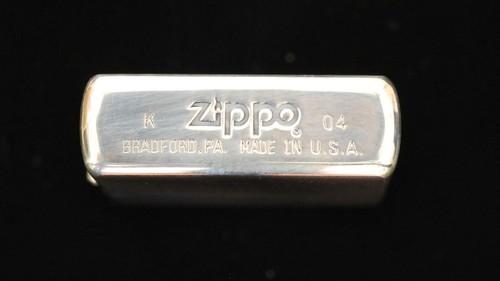 K Zippo® 04
BRADFORD, PA. MADE IN U.S.A.